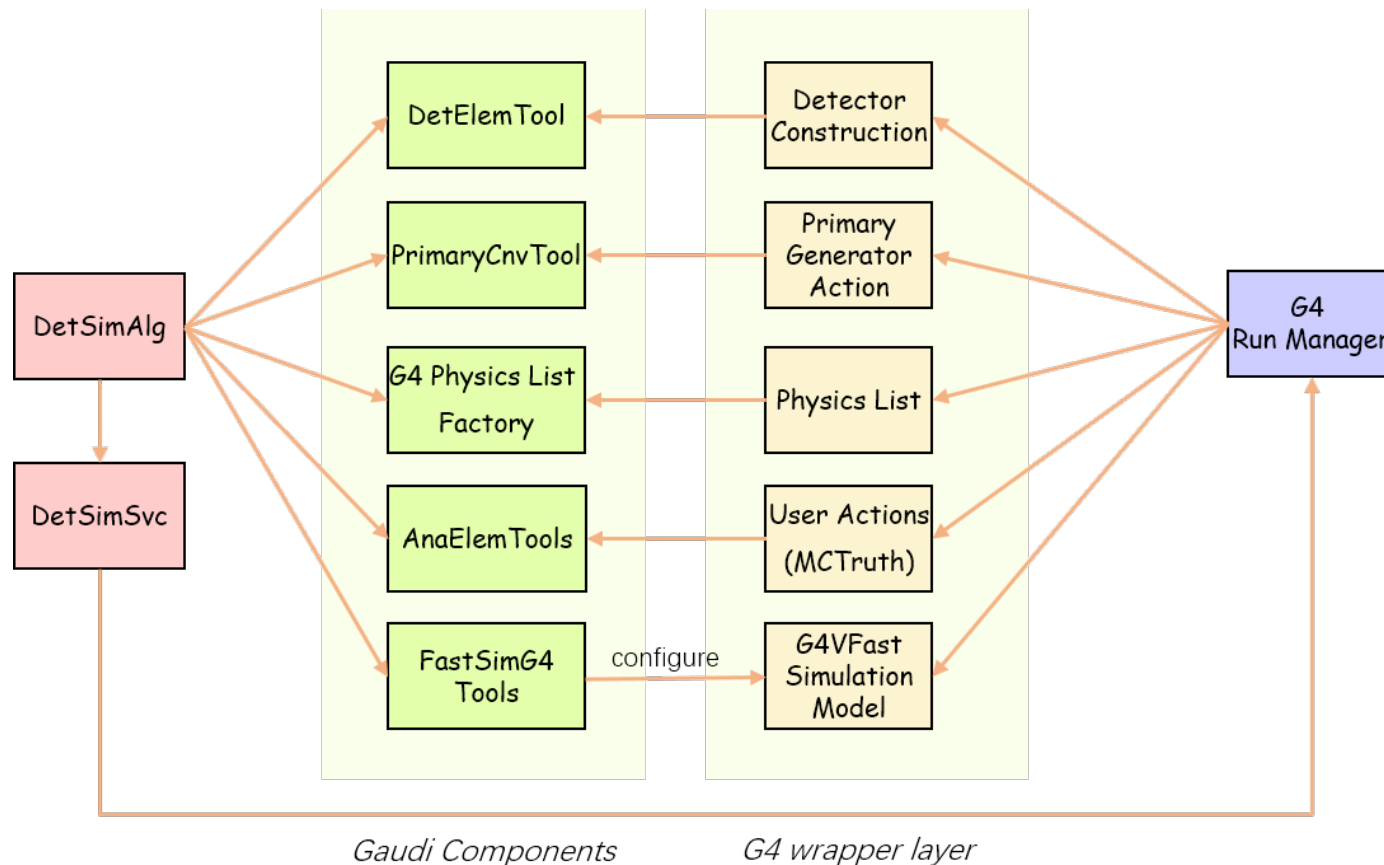 DetElemTool
Detector
Construction
PrimaryCnvTool
Primary
Generator
Action
DetSimAlg
G4
Run Manager
G4 Physics List
Factory
Physics List
DetSimSvc
AnaElemTools
User Actions
(MCTruth)
FastSimG4
Tools
configure
G4VFast
Simulation
Model
Gaudi Components
G4 wrapper layer